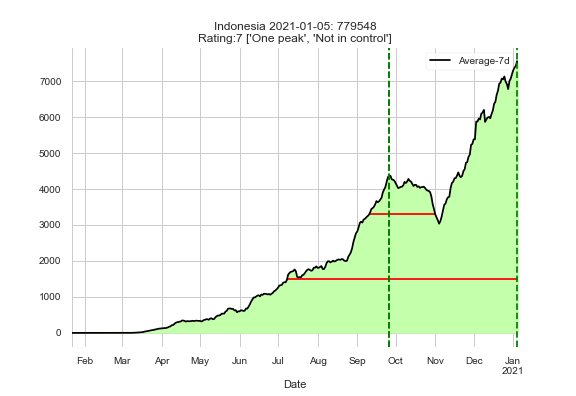 Indonesia 2021-01-05: 779548
Rating:7 ['One peak', 'Not in control']
Average-7d
7000
6000
5000
4000
3000
2000
1000
0
Feb Mar Apr May Jun Jul Aug Sep Oct Nov Dec Jan
2021
Date